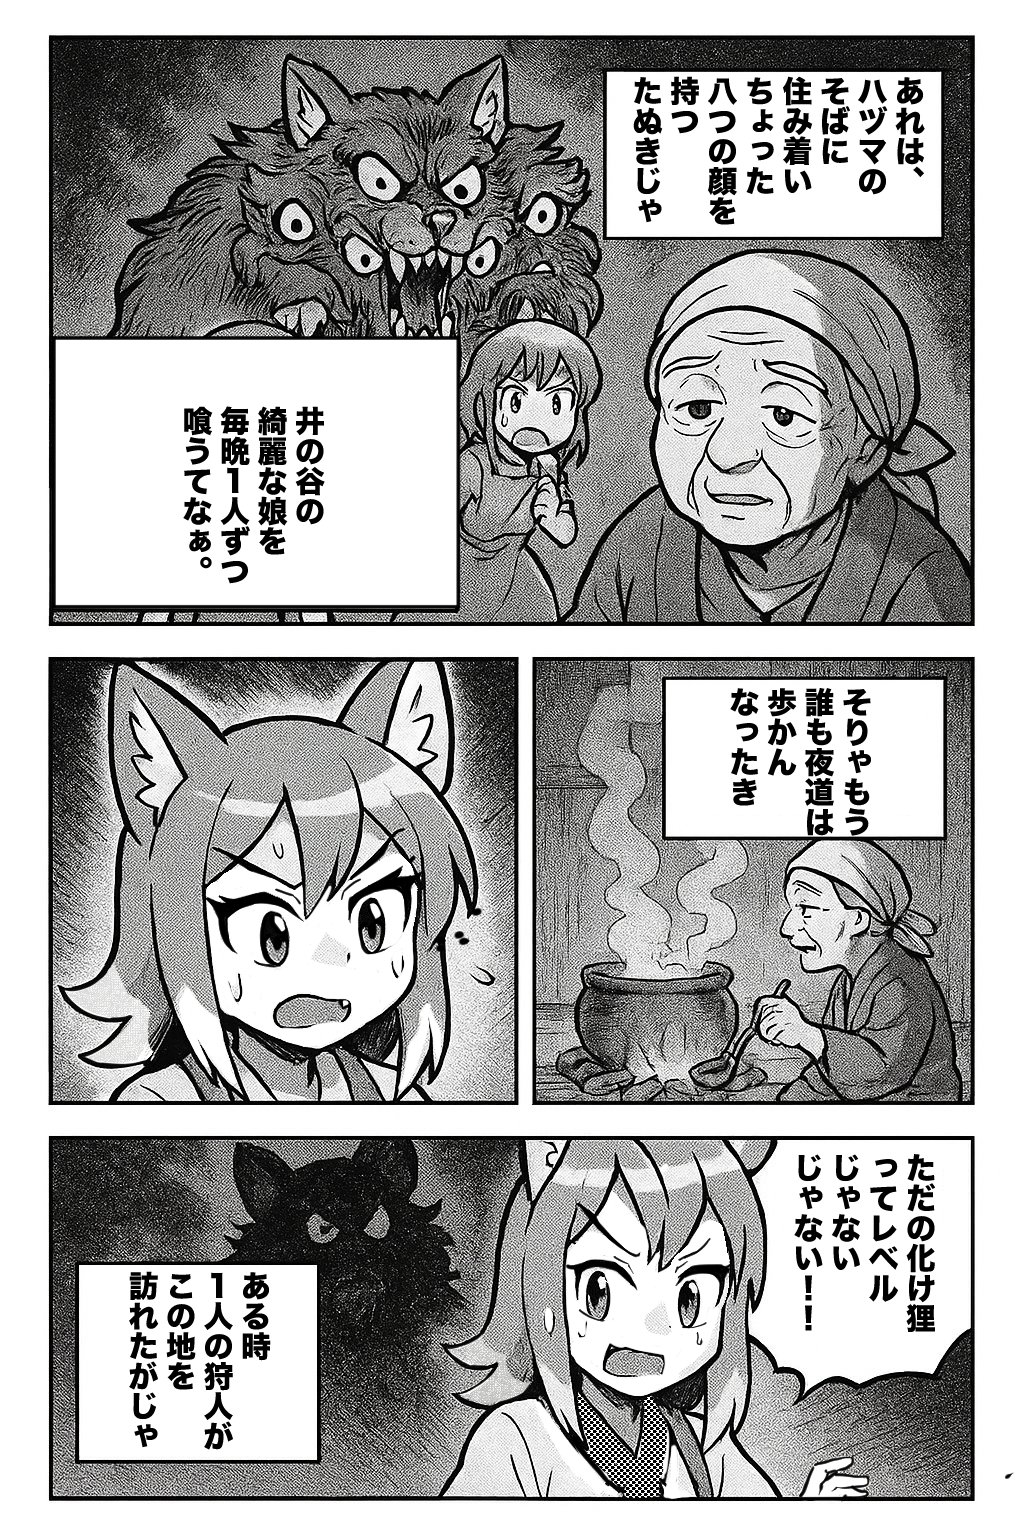 あれは、
ハヅマの
そばに
住み着い
ちょった
八つの顔を
持つ
たぬきじゃ
井の谷の
綺麗な娘を
毎晩1人ずつ
喰うてなぁ。
そりゃもう
誰も夜道は
歩かん
なったき
ただの化け狸
ってレベル
じゃない
じゃない！！
ある時
1人の狩人が
この地を
訪れたがじゃ